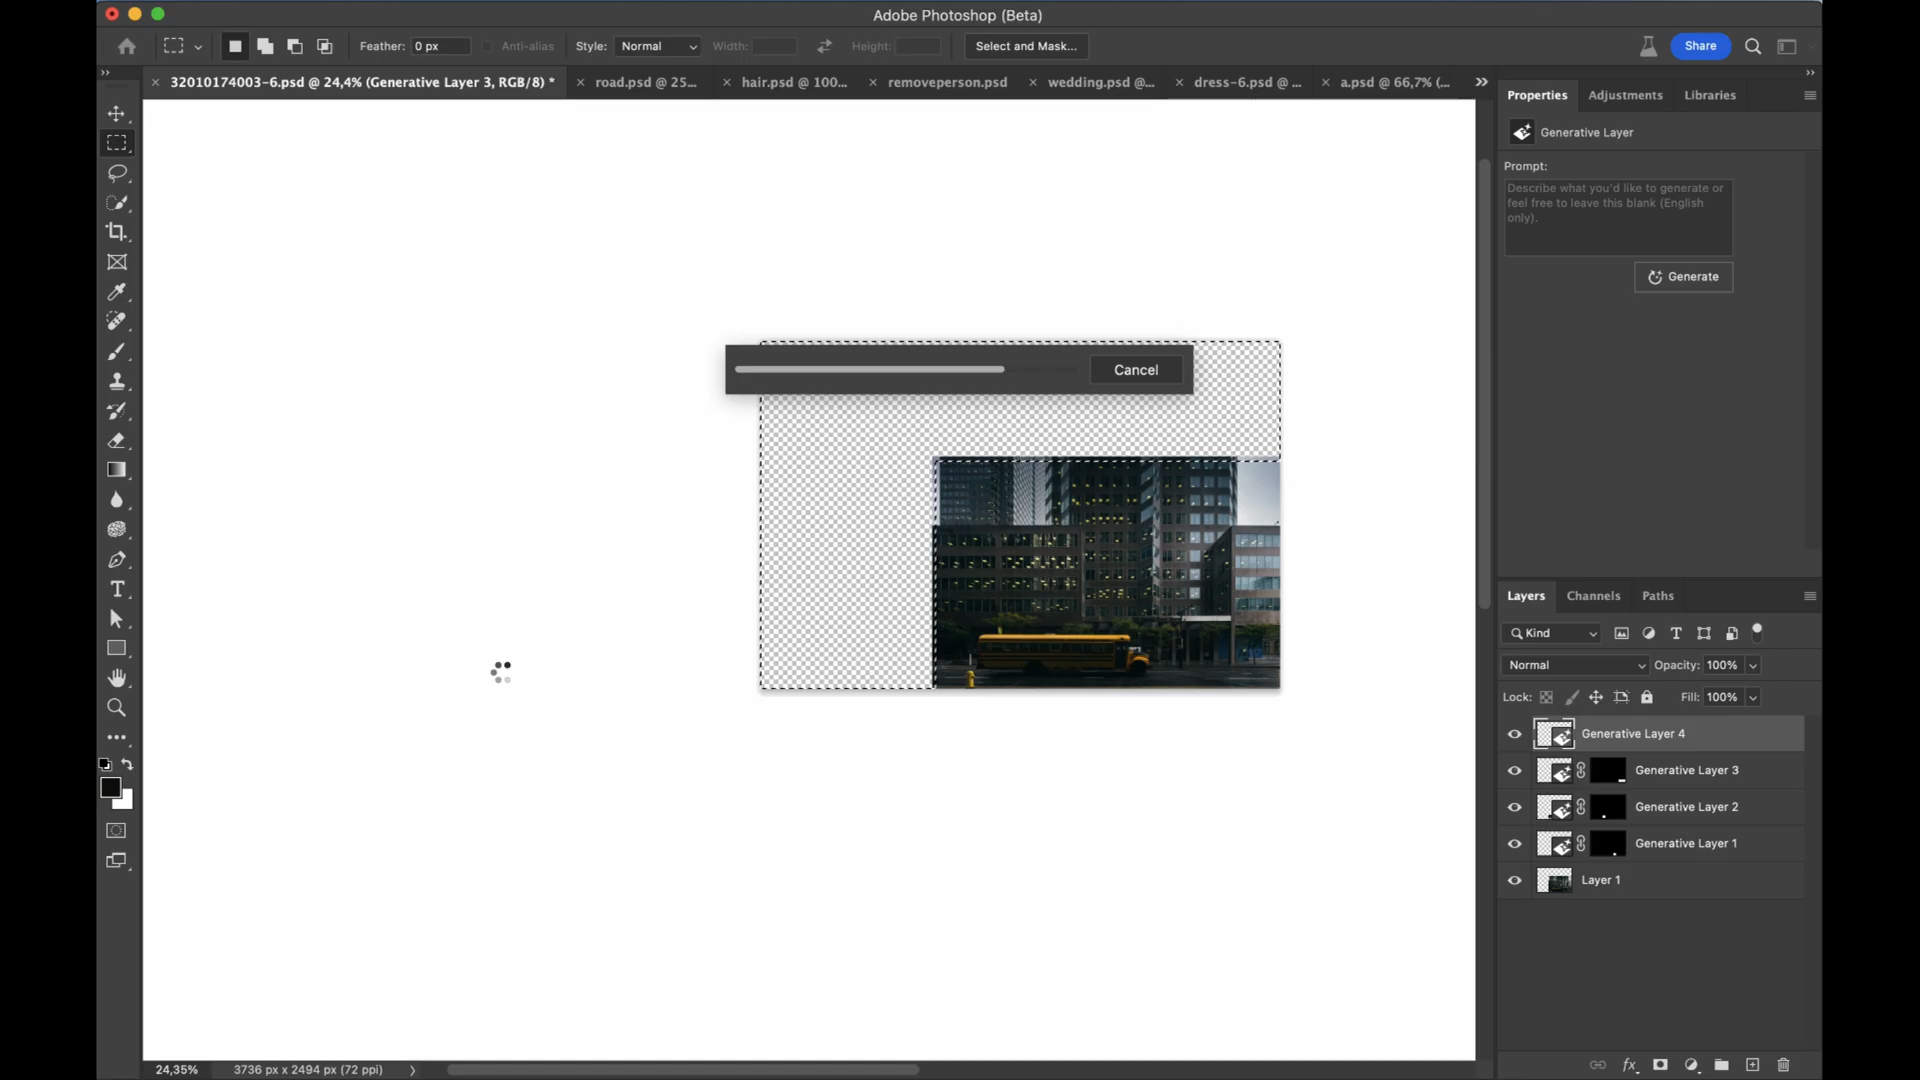 Adobe Photoshop (Beta)
Feather: 0 px
Anti-alias
Style: Normal
Width:
Height:
Select and Mask...
Share
32010174003-6.psd @ 24,4% (Generative Layer 3, RGB/8) *
road.psd @ 25...
hair.psd @ 100...
removeperson.psd
wedding.psd @...
dress-6.psd @ ...
a.psd @ 66,7% (...
Properties
Adjustments
Libraries
Generative Layer
Prompt:
Describe what you'd like to generate or
feel free to leave this blank (English
only).
Generate
Cancel
Layers
Channels
Paths
Kind
Normal
Opacity: 100%
Lock:
Fill: 100%
Generative Layer 4
Generative Layer 3
Generative Layer 2
Generative Layer 1
Layer 1
24,35%
3736 px x 2494 px (72 ppi)